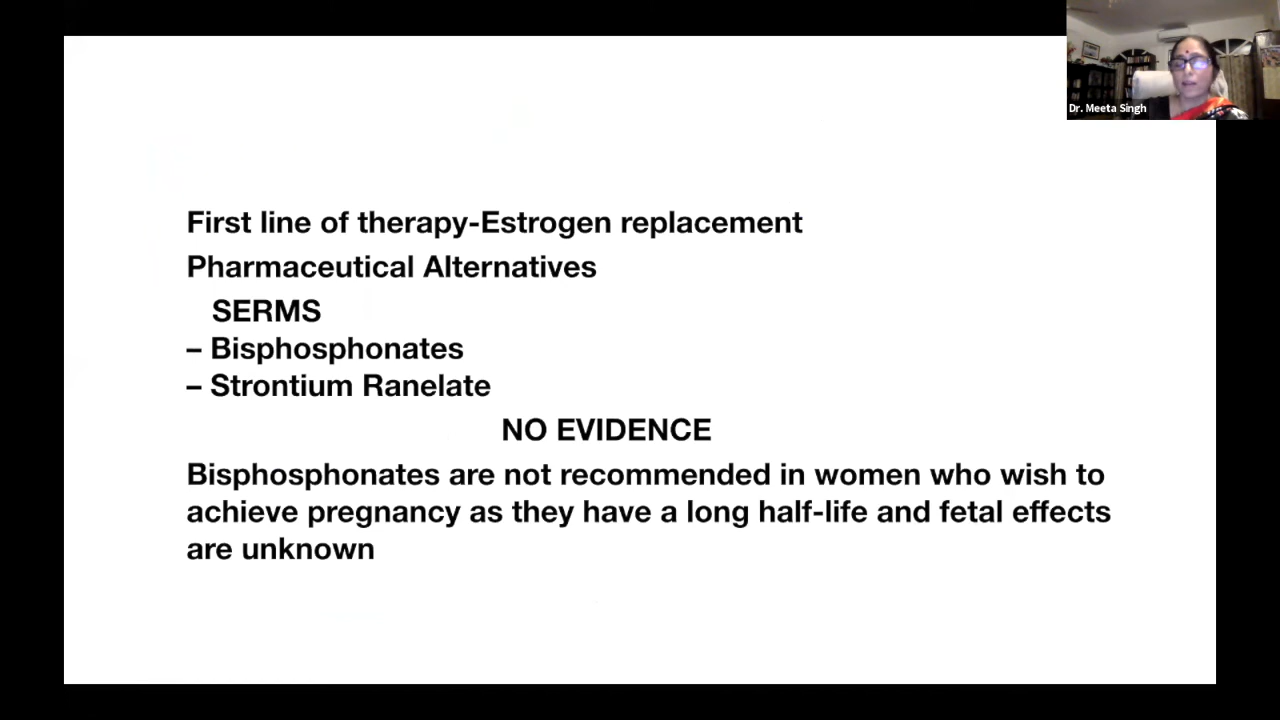 Dr. Meeta Singh
First line of therapy-Estrogen replacement
Pharmaceutical Alternatives
SERMS
– Bisphosphonates
– Strontium Ranelate
NO EVIDENCE
Bisphosphonates are not recommended in women who wish to
achieve pregnancy as they have a long half-life and fetal effects
are unknown